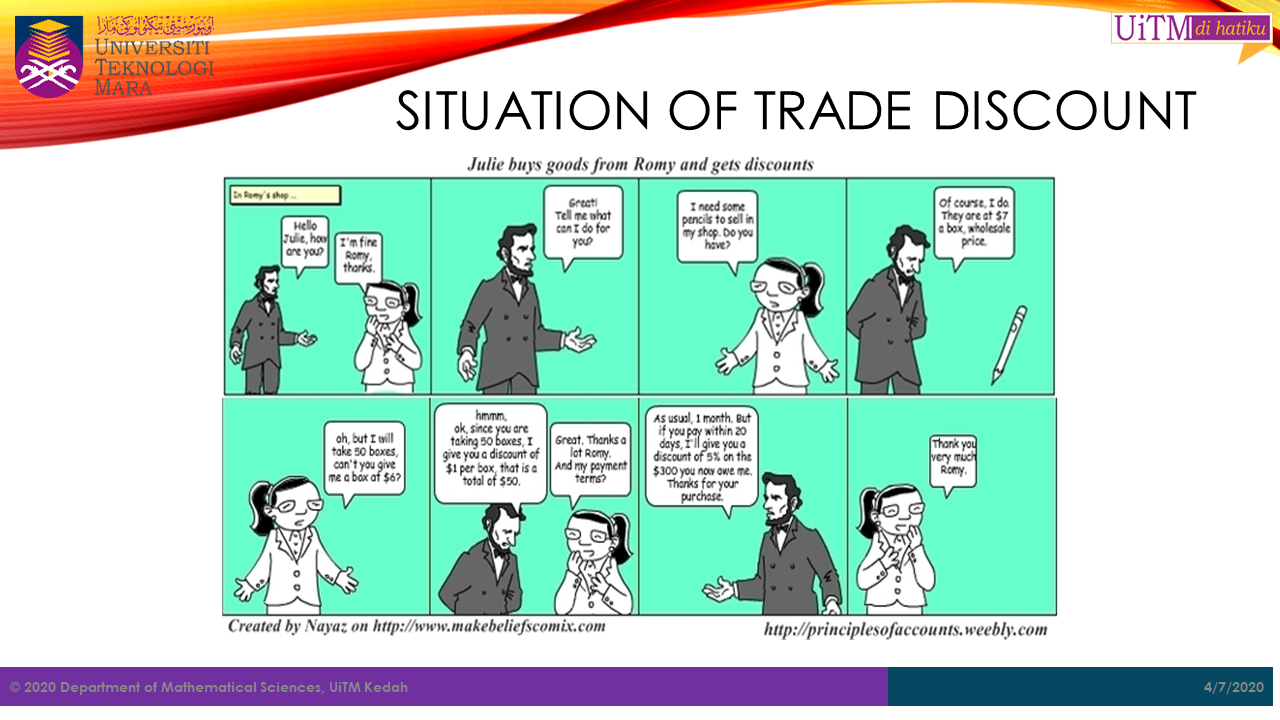 اونيۏرسيتي تيكنولوڬي مارا
UNIVERSITI
TEKNOLOGI
MARA
UiTM di hatiku
SITUATION OF TRADE DISCOUNT
Julie buys goods from Romy and gets discounts
In Romy's shop ...
Hello
Julie, how
are you?
I'm fine
Romy,
thanks.
Great!
Tell me what
can I do for
you?
I need some
pencils to sell in
my shop. Do you
have?
Of course, I do.
They are at $7
a box, wholesale
price.
oh, but I will
take 50 boxes,
can't you give
me a box at $6?
hmmm,
ok, since you are
taking 50 boxes, I
give you a discount of
$1 per box, that is a
total of $50.
Great. Thanks a
lot Romy.
And my payment
terms?
As usual, 1 month. But
if you pay within 20
days, I'll give you a
discount of 5% on the
$300 you now owe me.
Thanks for your
purchase.
Thank you
very much
Romy.
Created by Nayaz on http://www.makebeliefscomix.com
http://principlesofaccounts.weebly.com
© 2020 Department of Mathematical Sciences, UiTM Kedah
4/7/2020